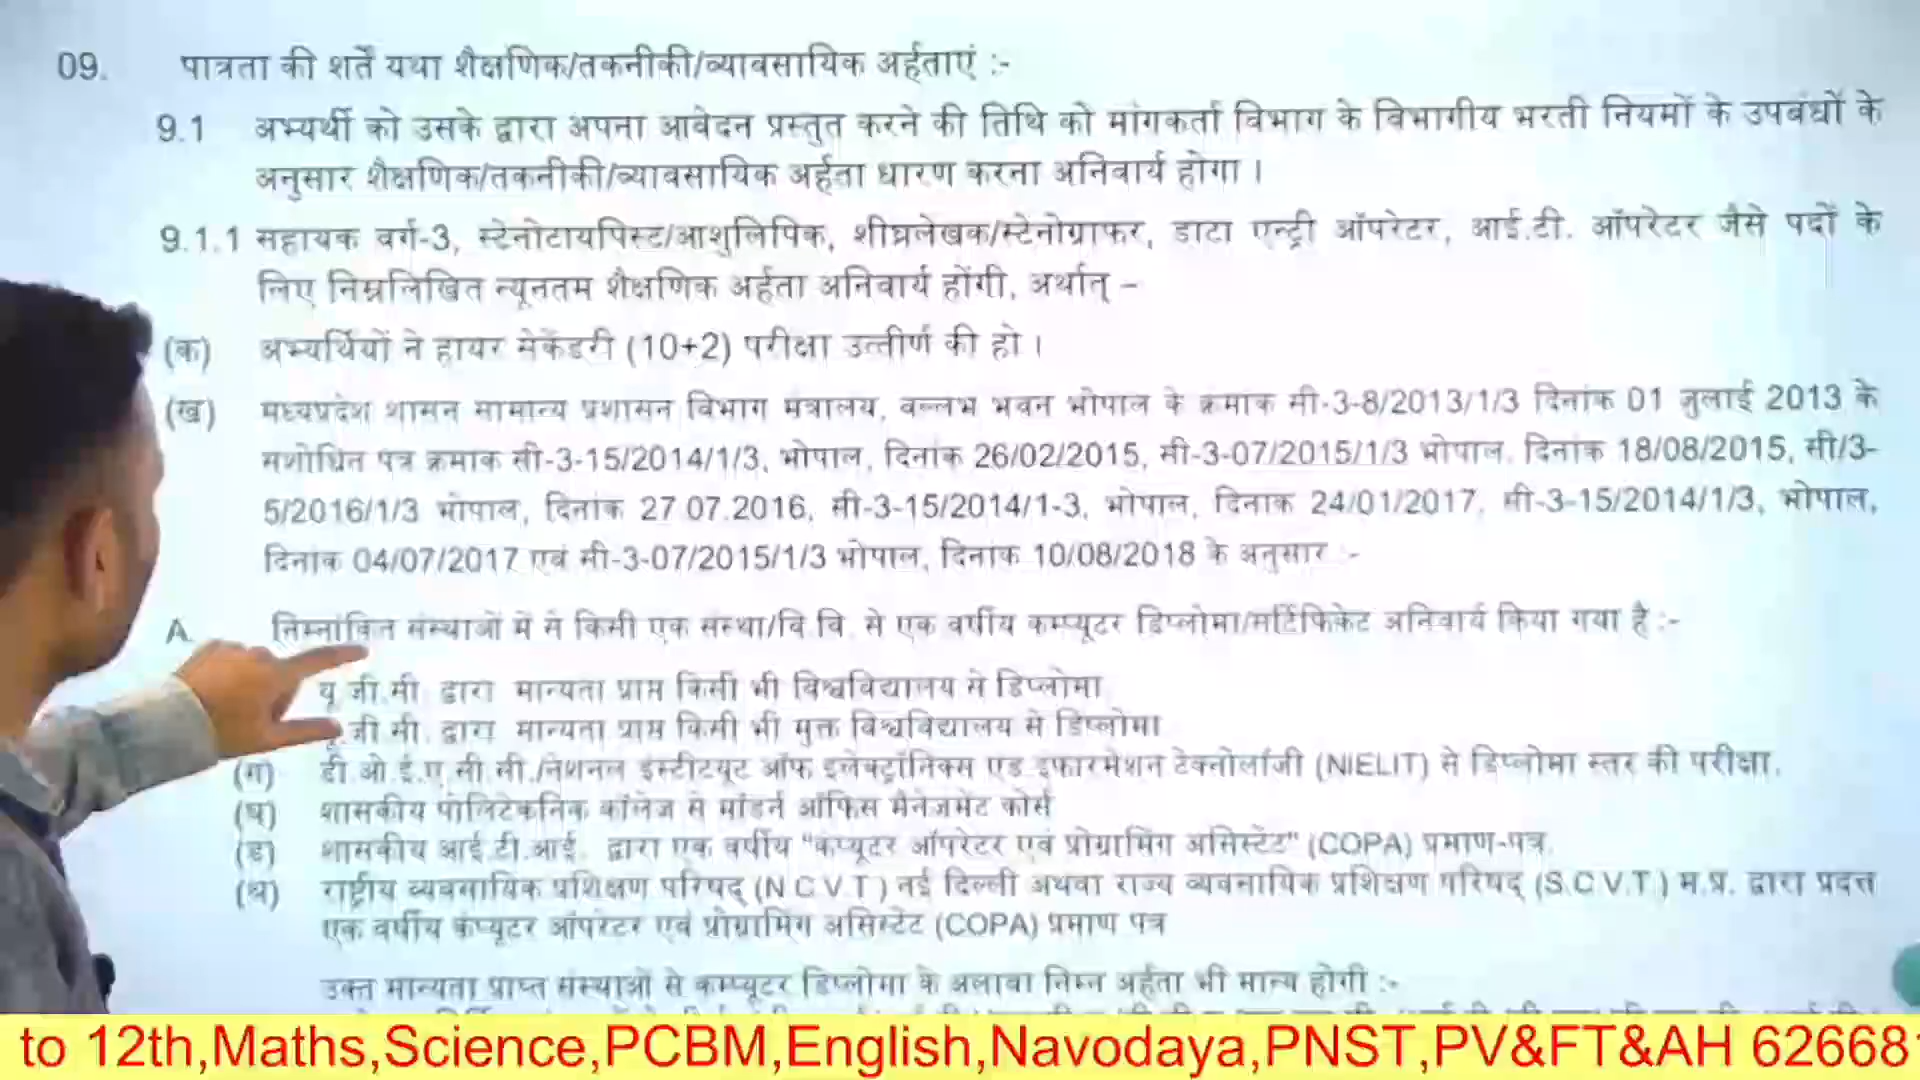 09. पात्रता की शर्तें यथा शैक्षणिक/तकनीकी/व्यावसायिक अर्हताएं :-
9.1 अभ्यर्थी को उसके द्वारा अपना आवेदन प्रस्तुत करने की तिथि को मांगकर्ता विभाग के विभागीय भरती नियमों के उपबंधों के
अनुसार शैक्षणिक/तकनीकी/व्यावसायिक अर्हता धारण करना अनिवार्य होगा ।
9.1.1 सहायक वर्ग-3, स्टेनोटायपिस्ट/आशुलिपिक, शीघ्रलेखक/स्टेनोग्राफर, डाटा एन्ट्री ऑपरेटर, आई.टी. ऑपरेटर जैसे पदों के
लिए निम्नलिखित न्यूनतम शैक्षणिक अर्हता अनिवार्य होंगी, अर्थात् –
(क) अभ्यर्थियों ने हायर सेकेंडरी (10+2) परीक्षा उत्तीर्ण की हो ।
(ख) मध्यप्रदेश शासन सामान्य प्रशासन विभाग मंत्रालय, वल्लभ भवन भोपाल के क्रमांक सी-3-8/2013/1/3 दिनांक 01 जुलाई 2013 के
संशोधित पत्र क्रमांक सी-3-15/2014/1/3, भोपाल, दिनांक 26/02/2015, सी-3-07/2015/1/3 भोपाल, दिनांक 18/08/2015, सी/3-
5/2016/1/3 भोपाल, दिनांक 27.07.2016, सी-3-15/2014/1-3, भोपाल, दिनांक 24/01/2017, सी-3-15/2014/1/3, भोपाल,
दिनांक 04/07/2017 एवं सी-3-07/2015/1/3 भोपाल, दिनांक 10/08/2018 के अनुसार :-
A. निम्नांकित संस्थाओं में से किसी एक संस्था/वि.वि. से एक वर्षीय कम्प्यूटर डिप्लोमा/सर्टिफिकेट अनिवार्य किया गया है :-
यू.जी.सी. द्वारा मान्यता प्राप्त किसी भी विश्वविद्यालय से डिप्लोमा
जी.सी. द्वारा मान्यता प्राप्त किसी भी मुक्त विश्वविद्यालय से डिप्लोमा
(ग) डी.ओ.ई.ए.सी.सी./नेशनल इंस्टीटयूट ऑफ इलेक्ट्रॉनिक्स एंड इंफारमेशन टेक्नोलॉजी (NIELIT) से डिप्लोमा स्तर की परीक्षा.
(घ) शासकीय पॉलिटेकनिक कॉलेज से मॉडर्न ऑफिस मैनेजमेंट कोर्स
(ड) शासकीय आई.टी.आई. द्वारा एक वर्षीय "कंप्यूटर ऑपरेटर एवं प्रोग्रामिंग असिस्टेंट" (COPA) प्रमाण-पत्र.
राष्ट्रीय व्यवसायिक प्रशिक्षण परिषद् (N.C.V.T.) नई दिल्ली अथवा राज्य व्यवसायिक प्रशिक्षण परिषद् (S.C.V.T.) म.प्र. द्वारा प्रदत्त
एक वर्षीय कंप्यूटर ऑपरेटर एवं प्रोग्रामिंग असिस्टेंट (COPA) प्रमाण पत्र
उक्त मान्यता प्राप्त संस्थाओं से कम्प्यूटर डिप्लोमा के अलावा निम्न अर्हता भी मान्य होगी :-
to 12th,Maths,Science,PCBM,English,Navodaya,PNST,PV&FT&AH 62668